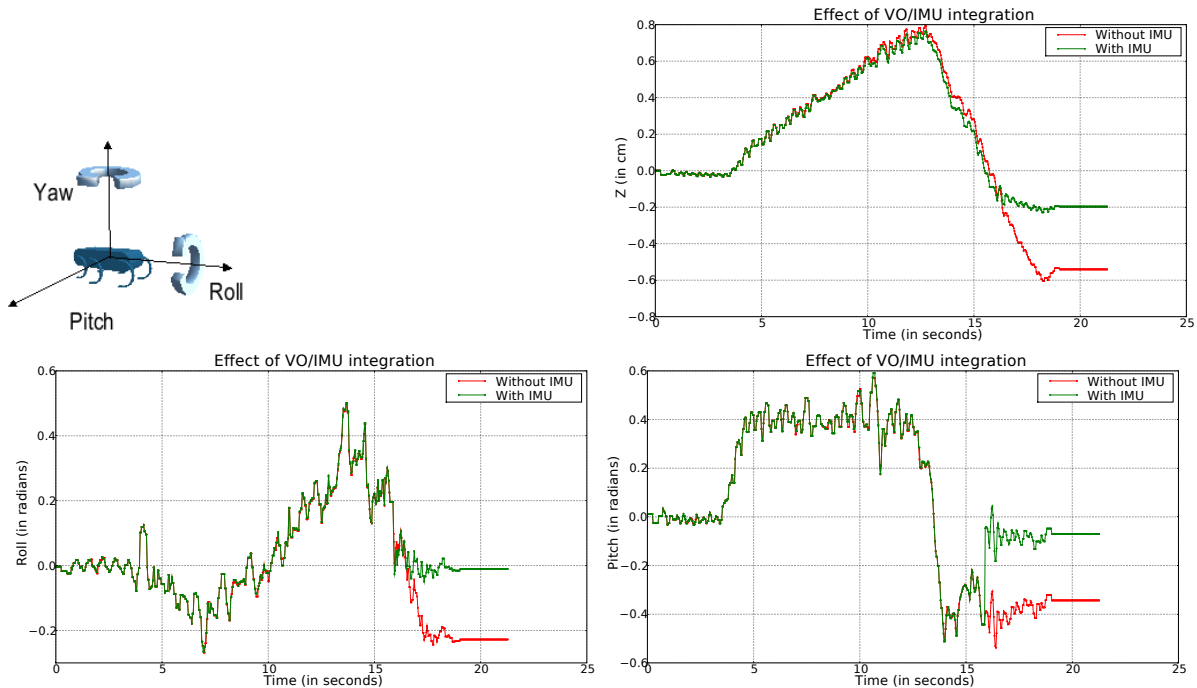 Yaw
Roll
Pitch
Effect of VO/IMU integration
Without IMU
With IMU
Z (in cm)
0.8
0.6
0.4
0.2
0.0
−0.2
−0.4
−0.6
−0.8
0 5 10 15 20 25
Time (in seconds)
Effect of VO/IMU integration
Without IMU
With IMU
Roll (in radians)
0.6
0.4
0.2
0.0
−0.2
0 5 10 15 20 25
Time (in seconds)
Effect of VO/IMU integration
Without IMU
With IMU
Pitch (in radians)
0.6
0.4
0.2
0.0
−0.2
−0.4
−0.6
0 5 10 15 20 25
Time (in seconds)